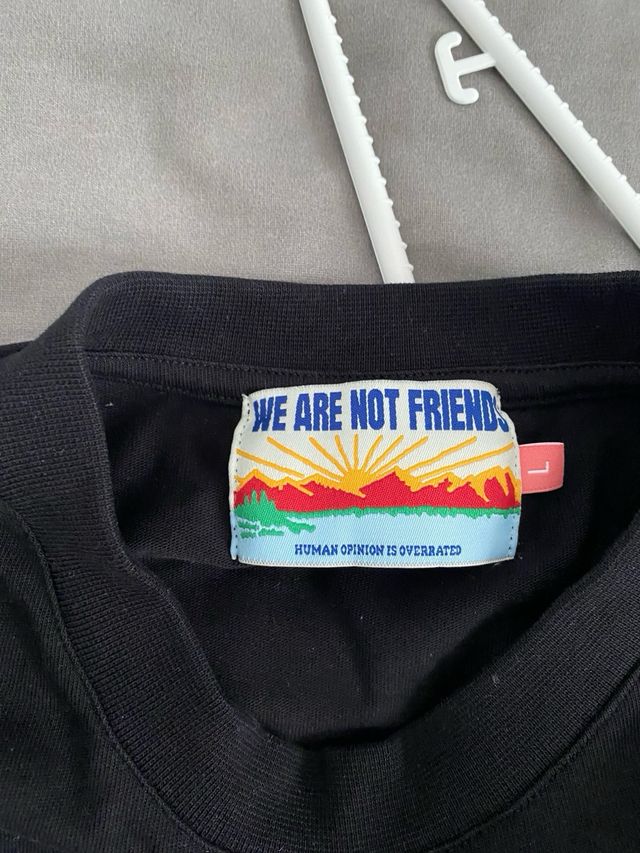 WE ARE NOT FRIENDS
L
HUMAN OPINION IS OVERRATED